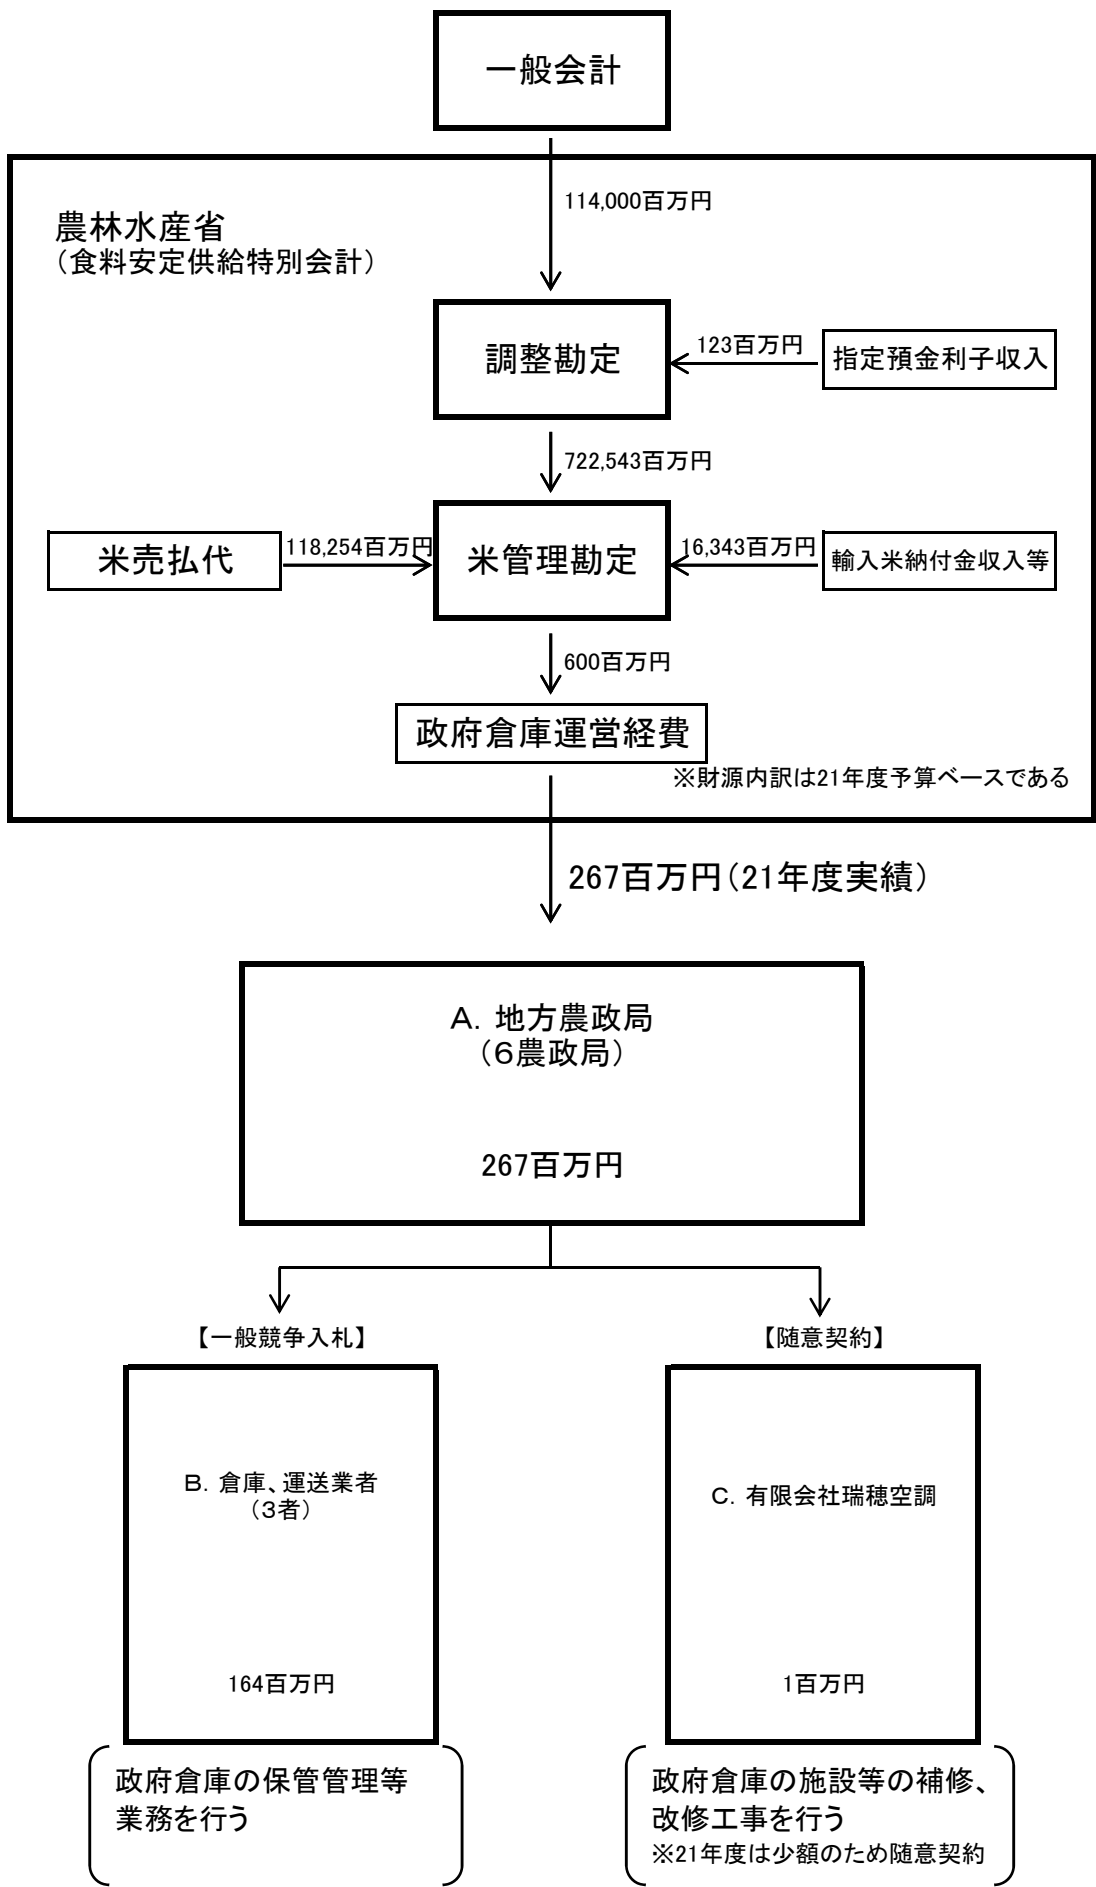 一般会計
114,000百万円
農林水産省
（食料安定供給特別会計）
調整勘定
123百万円
指定預金利子収入
722,543百万円
米売払代
118,254百万円
米管理勘定
16,343百万円
輸入米納付金収入等
600百万円
政府倉庫運営経費
※財源内訳は21年度予算ベースである
267百万円（21年度実績）
A．地方農政局
（６農政局）
267百万円
【一般競争入札】
【随意契約】
B．倉庫、運送業者
（３者）
C．有限会社瑞穂空調
164百万円
1百万円
政府倉庫の保管管理等
業務を行う
政府倉庫の施設等の補修、
改修工事を行う
※21年度は少額のため随意契約